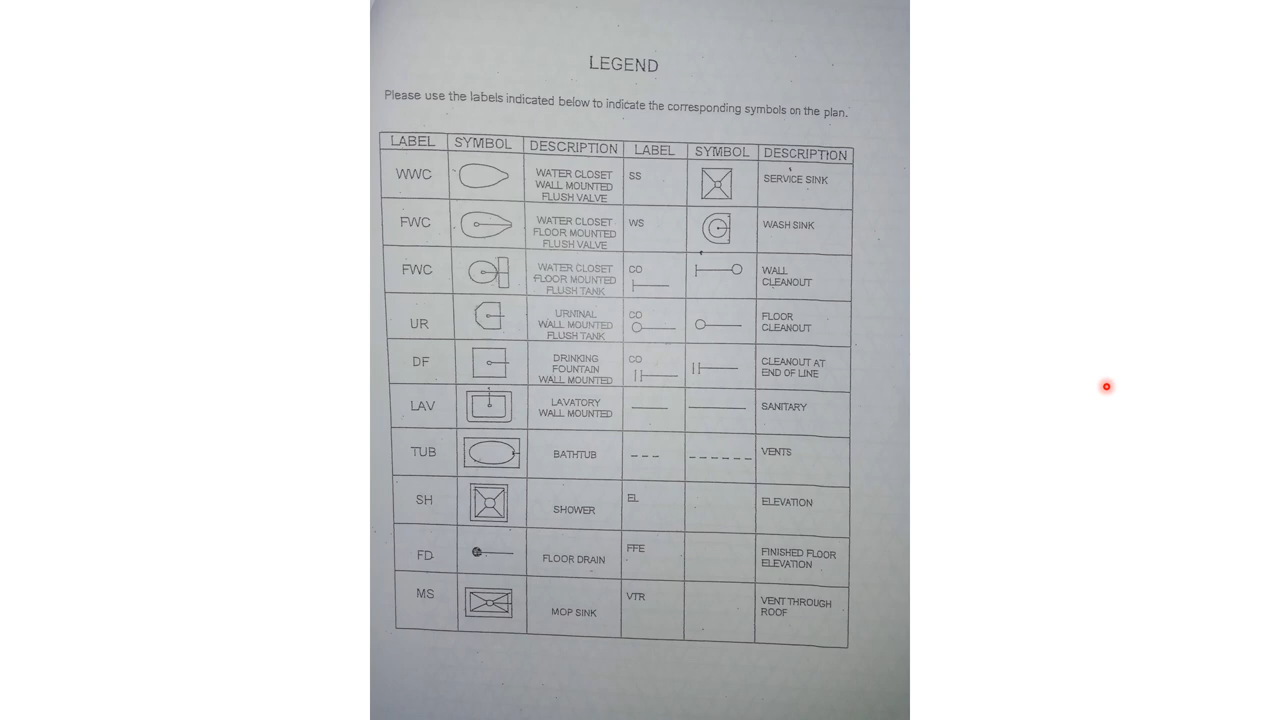 LEGEND
Please use the labels indicated below to indicate the corresponding symbols on the plan.
LABEL SYMBOL DESCRIPTION LABEL SYMBOL DESCRIPTION
WWC WATER CLOSET WALL MOUNTED FLUSH VALVE SS SERVICE SINK
FWC WATER CLOSET FLOOR MOUNTED FLUSH VALVE WS WASH SINK
FWC WATER CLOSET FLOOR MOUNTED FLUSH TANK CO WALL CLEANOUT
UR URNINAL WALL MOUNTED FLUSH TANK CO FLOOR CLEANOUT
DF DRINKING FOUNTAIN WALL MOUNTED CO CLEANOUT AT END OF LINE
LAV LAVATORY WALL MOUNTED SANITARY
TUB BATHTUB VENTS
SH SHOWER EL ELEVATION
FD FLOOR DRAIN FFE FINISHED FLOOR ELEVATION
MS MOP SINK VTR VENT THROUGH ROOF